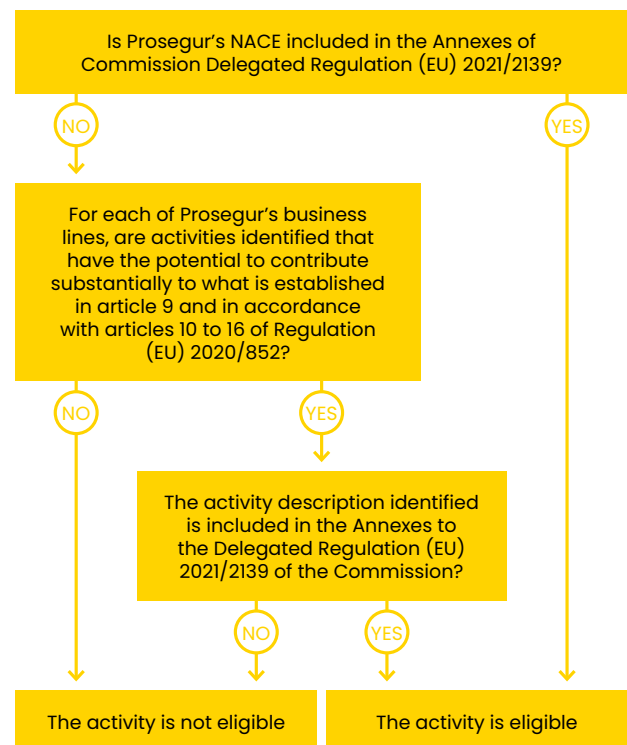 Is Prosegur's NACE included in the Annexes of
Commission Delegated Regulation (EU) 2021/2139?
NO
YES
For each of Prosegur's business
lines, are activities identified that
have the potential to contribute
substantially to what is established
in article 9 and in accordance
with articles 10 to 16 of Regulation
(EU) 2020/852?
NO
YES
The activity description identified
is included in the Annexes to
the Delegated Regulation (EU)
2021/2139 of the Commission?
NO
YES
The activity is not eligible
The activity is eligible